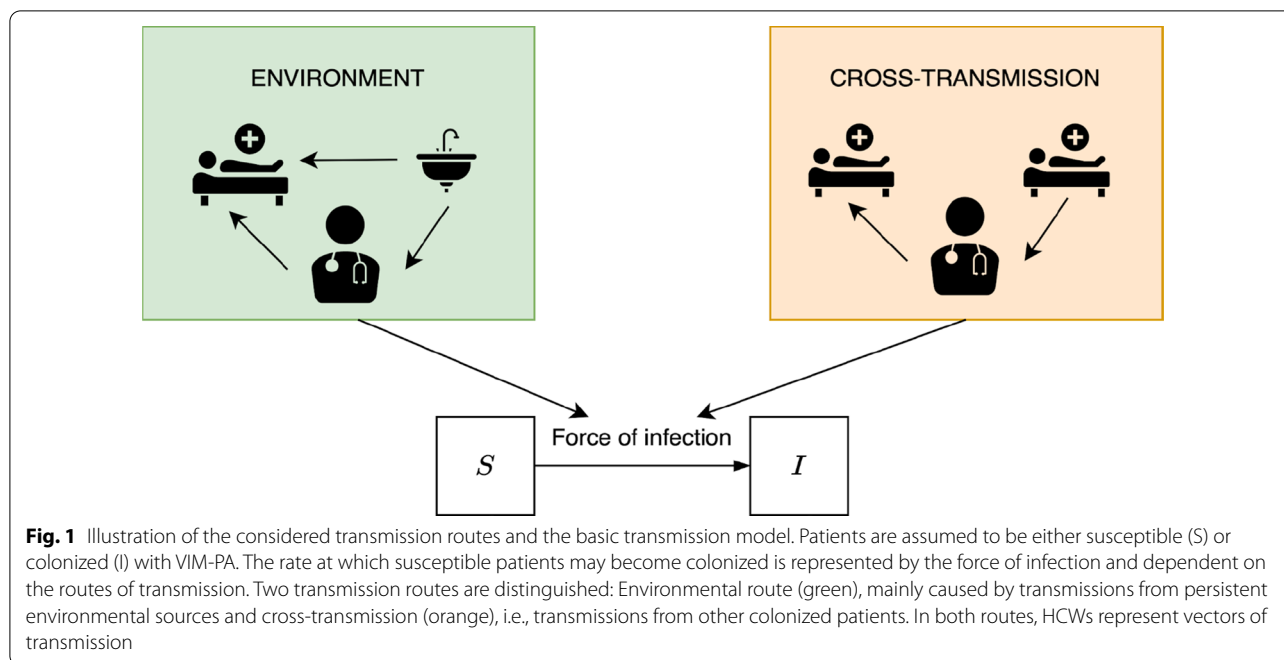 ENVIRONMENT
CROSS-TRANSMISSION
Force of infection
S
I
Fig. 1 Illustration of the considered transmission routes and the basic transmission model. Patients are assumed to be either susceptible (S) or
colonized (I) with VIM-PA. The rate at which susceptible patients may become colonized is represented by the force of infection and dependent on
the routes of transmission. Two transmission routes are distinguished: Environmental route (green), mainly caused by transmissions from persistent
environmental sources and cross-transmission (orange), i.e., transmissions from other colonized patients. In both routes, HCWs represent vectors of
transmission